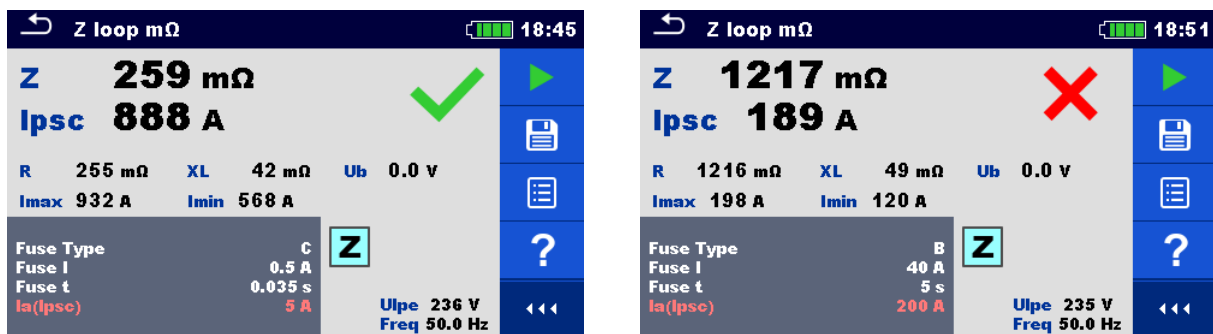 Z loop mΩ 18:45
Z 259 mΩ
Ipsc 888 A
R 255 mΩ XL 42 mΩ Ub 0.0 V
Imax 932 A Imin 568 A
Fuse Type C
Z
Fuse I 0.5 A
Fuse t 0.035 s
Ia(Ipsc) 5 A
Ulpe 236 V
Freq 50.0 Hz
?
Z loop mΩ 18:51
Z 1217 mΩ
Ipsc 189 A
R 1216 mΩ XL 49 mΩ Ub 0.0 V
Imax 198 A Imin 120 A
Fuse Type B
Z
Fuse I 40 A
Fuse t 5 s
Ia(Ipsc) 200 A
Ulpe 235 V
Freq 50.0 Hz
?